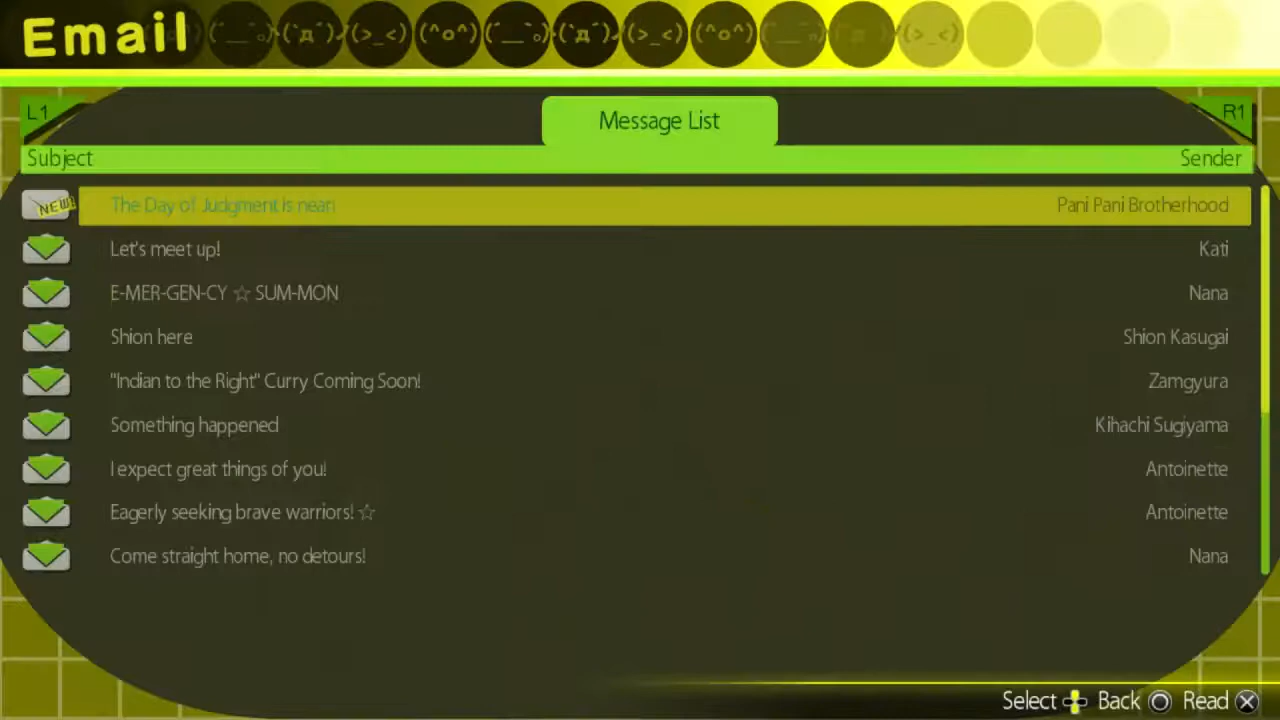 Email
(´__`。) (`д´) (>_<) (^o^) (´__`。) (`д´) (>_<) (^o^) (´__`。) (`д´) (>_<)
L1 Message List R1
Subject Sender
NEW! The Day of Judgment is near! Pani Pani Brotherhood
Let's meet up! Kati
E-MER-GEN-CY ☆ SUM-MON Nana
Shion here Shion Kasugai
"Indian to the Right" Curry Coming Soon! Zamgyura
Something happened Kihachi Sugiyama
I expect great things of you! Antoinette
Eagerly seeking brave warriors! ☆ Antoinette
Come straight home, no detours! Nana
Select Back Read